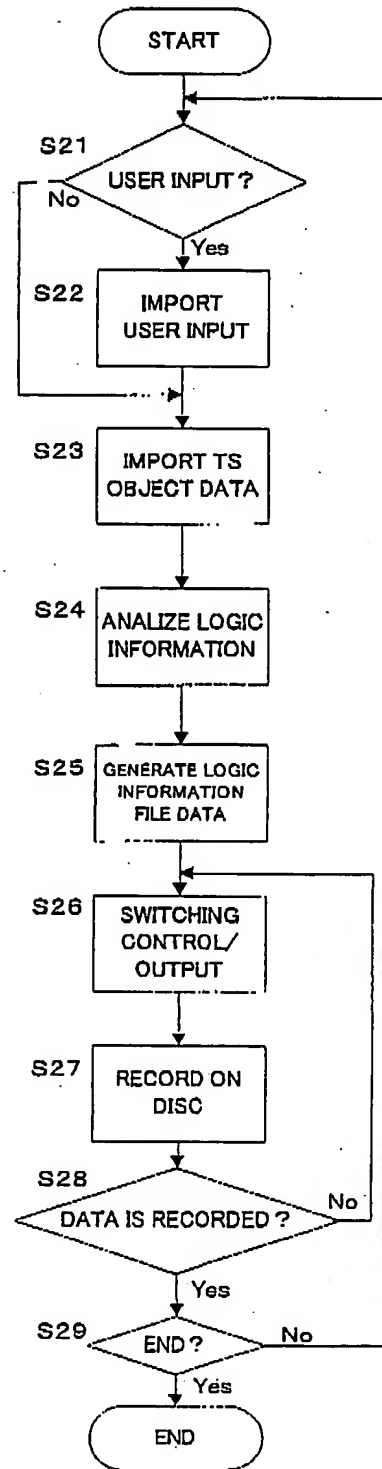 START
S21
USER INPUT ?
No
Yes
S22
IMPORT
USER INPUT
S23
IMPORT TS
OBJECT DATA
S24
ANALIZE LOGIC
INFORMATION
S25
GENERATE LOGIC
INFORMATION
FILE DATA
S26
SWITCHING
CONTROL/
OUTPUT
S27
RECORD ON
DISC
S28
DATA IS RECORDED ?
No
Yes
S29
END ?
No
Yes
END